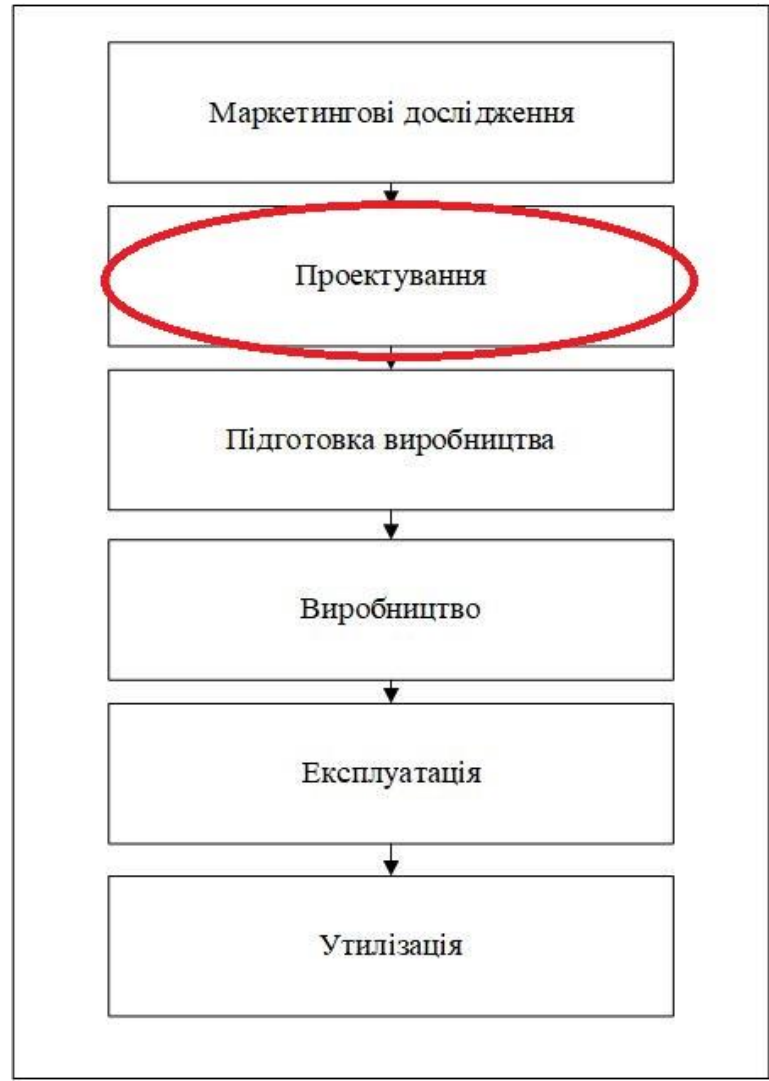 Маркетингові дослідження
Проектування
Підготовка виробництва
Виробництво
Експлуатація
Утилізація